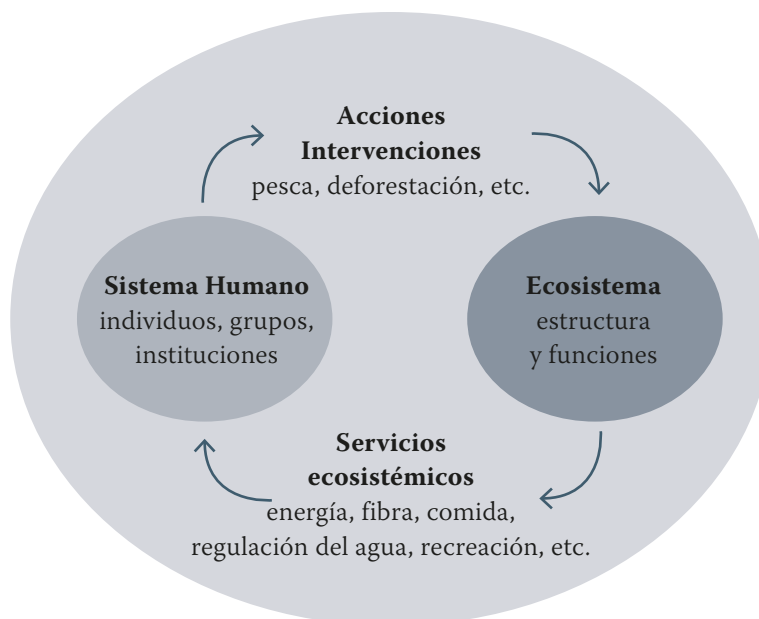 Acciones
Intervenciones
pesca, deforestación, etc.
Sistema Humano
individuos, grupos,
instituciones
Ecosistema
estructura
y funciones
Servicios
ecosistémicos
energía, fibra, comida,
regulación del agua, recreación, etc.